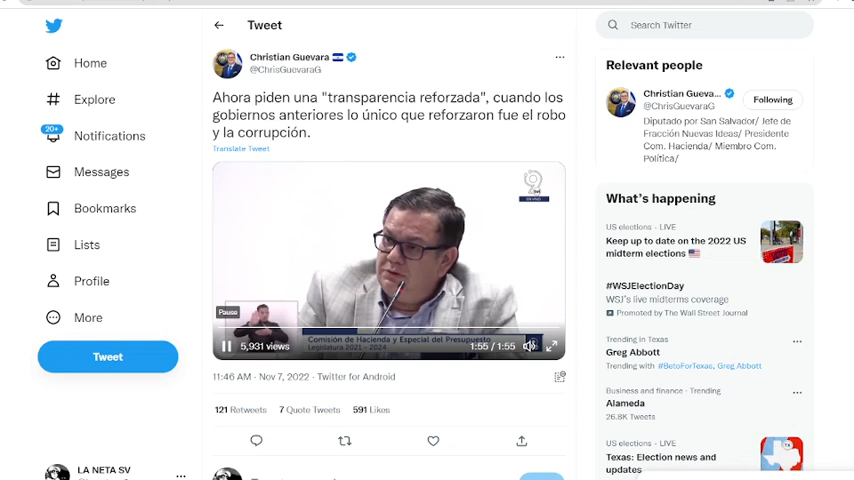 Home
Explore
20+
Notifications
Messages
Bookmarks
Lists
Profile
More
Tweet
LA NETA SV
Tweet
Christian Guevara
@ChrisGuevaraG
Ahora piden una "transparencia reforzada", cuando los
gobiernos anteriores lo único que reforzaron fue el robo
y la corrupción.
Translate Tweet
EN VIVO
Pause
Comisión de Hacienda y Especial del Presupuesto
Legislatura 2021 - 2024
5,931 views
1:55 / 1:55
11:46 AM · Nov 7, 2022 · Twitter for Android
121 Retweets 7 Quote Tweets 591 Likes
Search Twitter
Relevant people
Christian Gueva...
@ChrisGuevaraG
Following
Diputado por San Salvador/ Jefe de
Fracción Nuevas Ideas/ Presidente
Com. Hacienda/ Miembro Com.
Política/
What's happening
US elections · LIVE
Keep up to date on the 2022 US
midterm elections
#WSJElectionDay
WSJ's live midterms coverage
Promoted by The Wall Street Journal
Trending in Texas
Greg Abbott
Trending with #BetoForTexas, Greg Abbott
Business and finance · Trending
Alameda
26.8K Tweets
US elections · LIVE
Texas: Election news and
updates